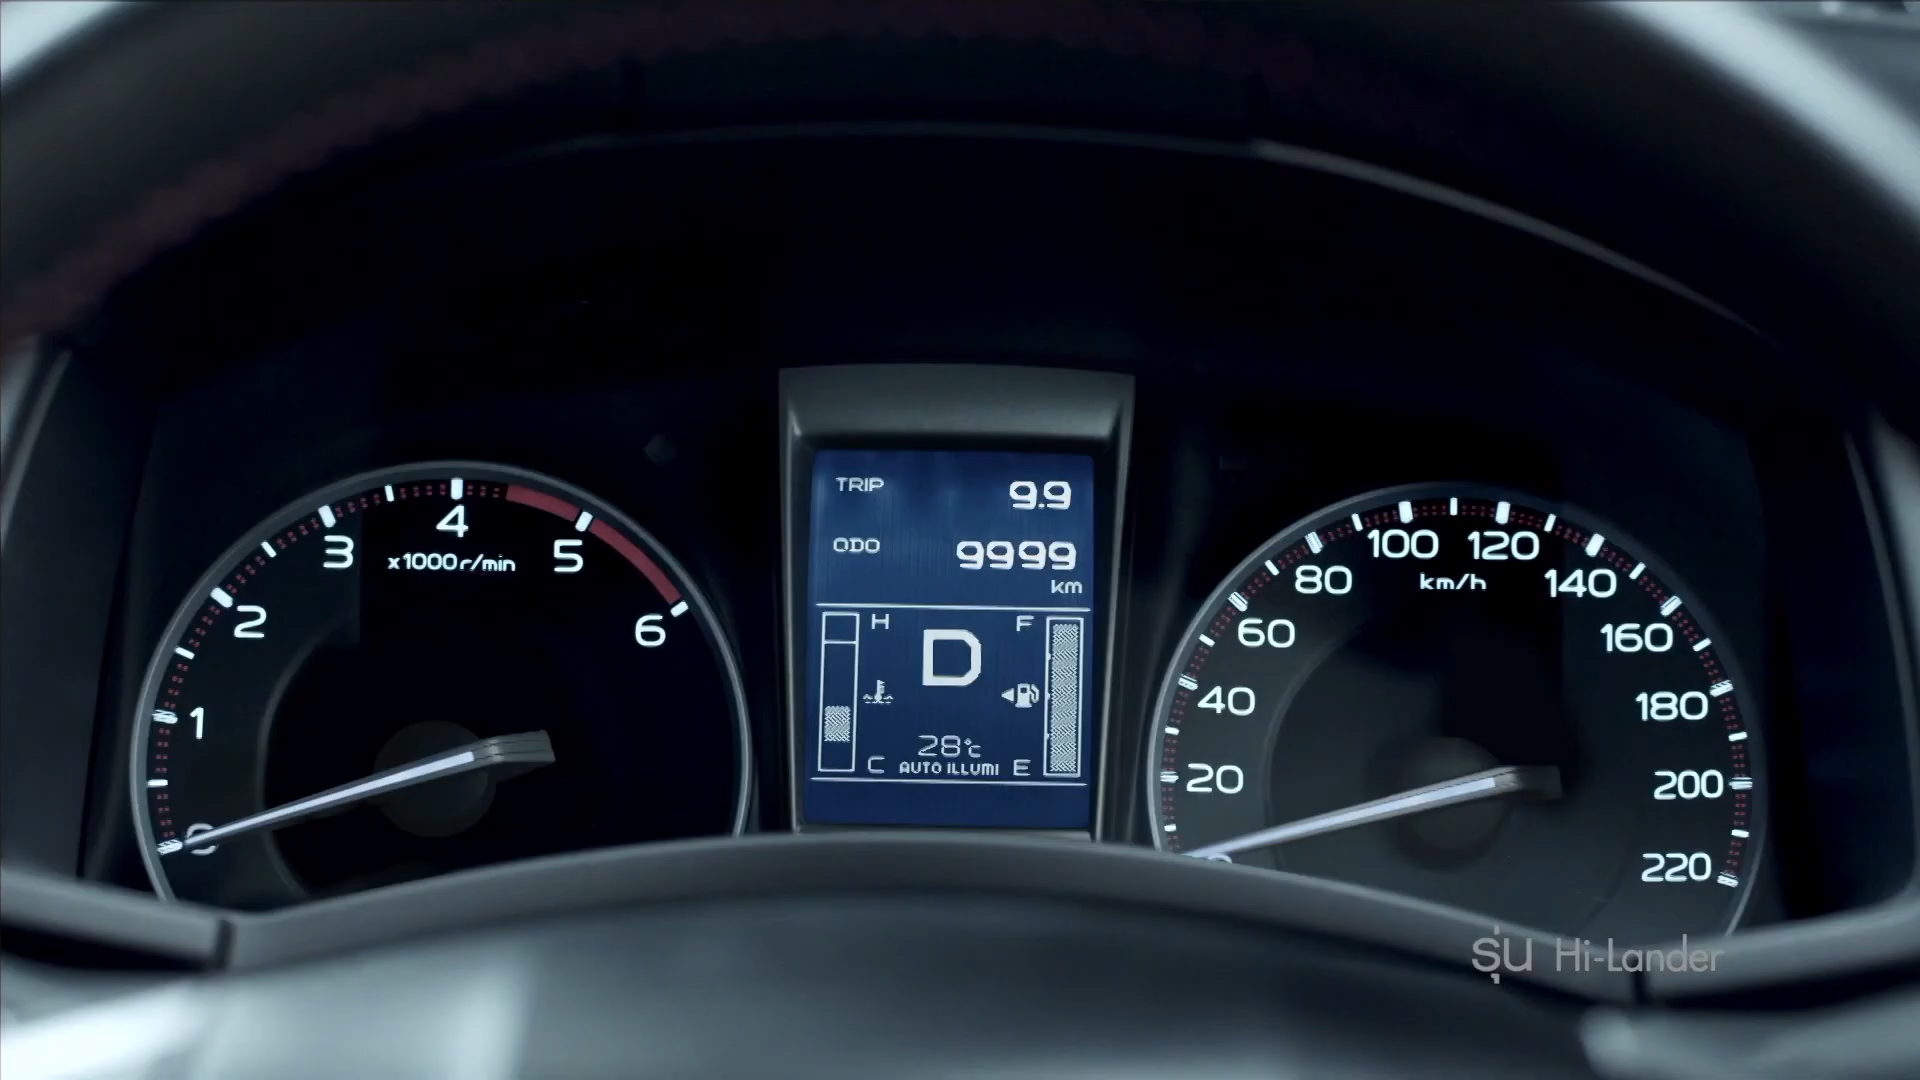 TRIP 9.9
ODO 9999
km
H F
D
28°C
C AUTO ILLUMI E
0 1 2 3 4 5 6
x1000r/min
0 20 40 60 80 100 120 140 160 180 200 220
km/h
รุ่น Hi-Lander